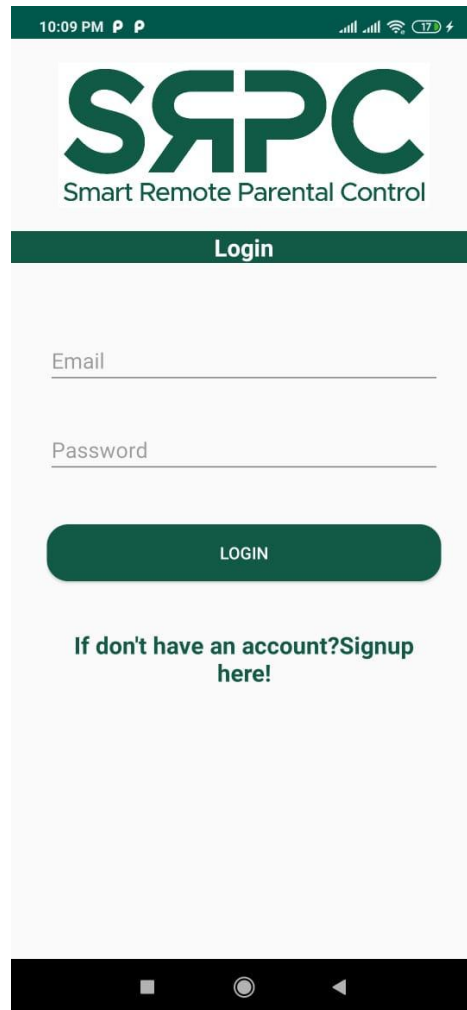 10:09 PM
17
SRPC
Smart Remote Parental Control
Login
Email
Password
LOGIN
If don't have an account?Signup
here!